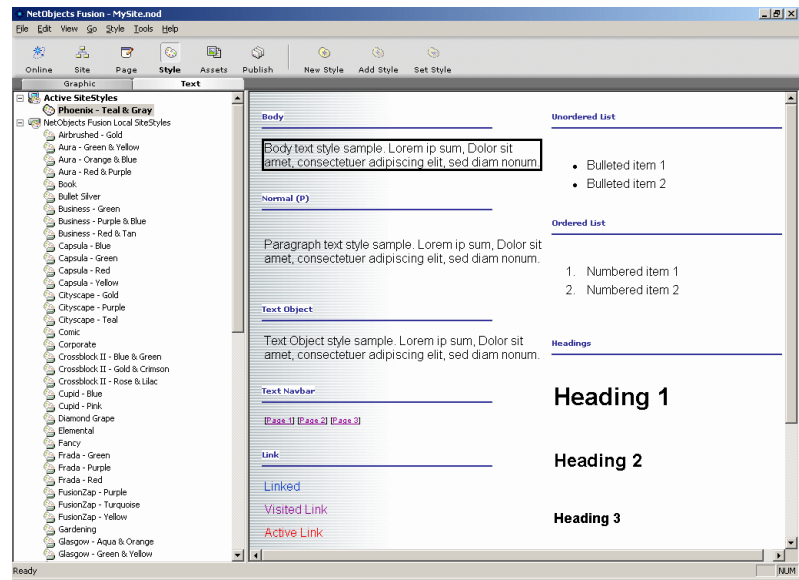 NetObjects Fusion - MySite.nod
File Edit View Go Style Tools Help
Online Site Page Style Assets Publish New Style Add Style Set Style
Graphic Text
Active SiteStyles
Phoenix - Teal & Gray
NetObjects Fusion Local SiteStyles
Airbrushed - Gold
Aura - Green & Yellow
Aura - Orange & Blue
Aura - Red & Purple
Book
Bullet Silver
Business - Green
Business - Purple & Blue
Business - Red & Tan
Capsula - Blue
Capsula - Green
Capsula - Red
Capsula - Yellow
Cityscape - Gold
Cityscape - Purple
Cityscape - Teal
Comic
Corporate
Crossblock II - Blue & Green
Crossblock II - Gold & Crimson
Crossblock II - Rose & Lilac
Cupid - Blue
Cupid - Pink
Diamond Grape
Elemental
Fancy
Frada - Green
Frada - Purple
Frada - Red
FusionZap - Purple
FusionZap - Turquoise
FusionZap - Yellow
Gardening
Glasgow - Aqua & Orange
Glasgow - Green & Yellow
Body
Body text style sample. Lorem ip sum, Dolor sit
amet, consectetuer adipiscing elit, sed diam nonum.
Normal (P)
Paragraph text style sample. Lorem ip sum, Dolor sit
amet, consectetuer adipiscing elit, sed diam nonum.
Text Object
Text Object style sample. Lorem ip sum, Dolor sit
amet, consectetuer adipiscing elit, sed diam nonum.
Text Navbar
[Page 1] [Page 2] [Page 3]
Link
Linked
Visited Link
Active Link
Unordered List
• Bulleted item 1
• Bulleted item 2
Ordered List
1. Numbered item 1
2. Numbered item 2
Headings
Heading 1
Heading 2
Heading 3
Ready
NUM